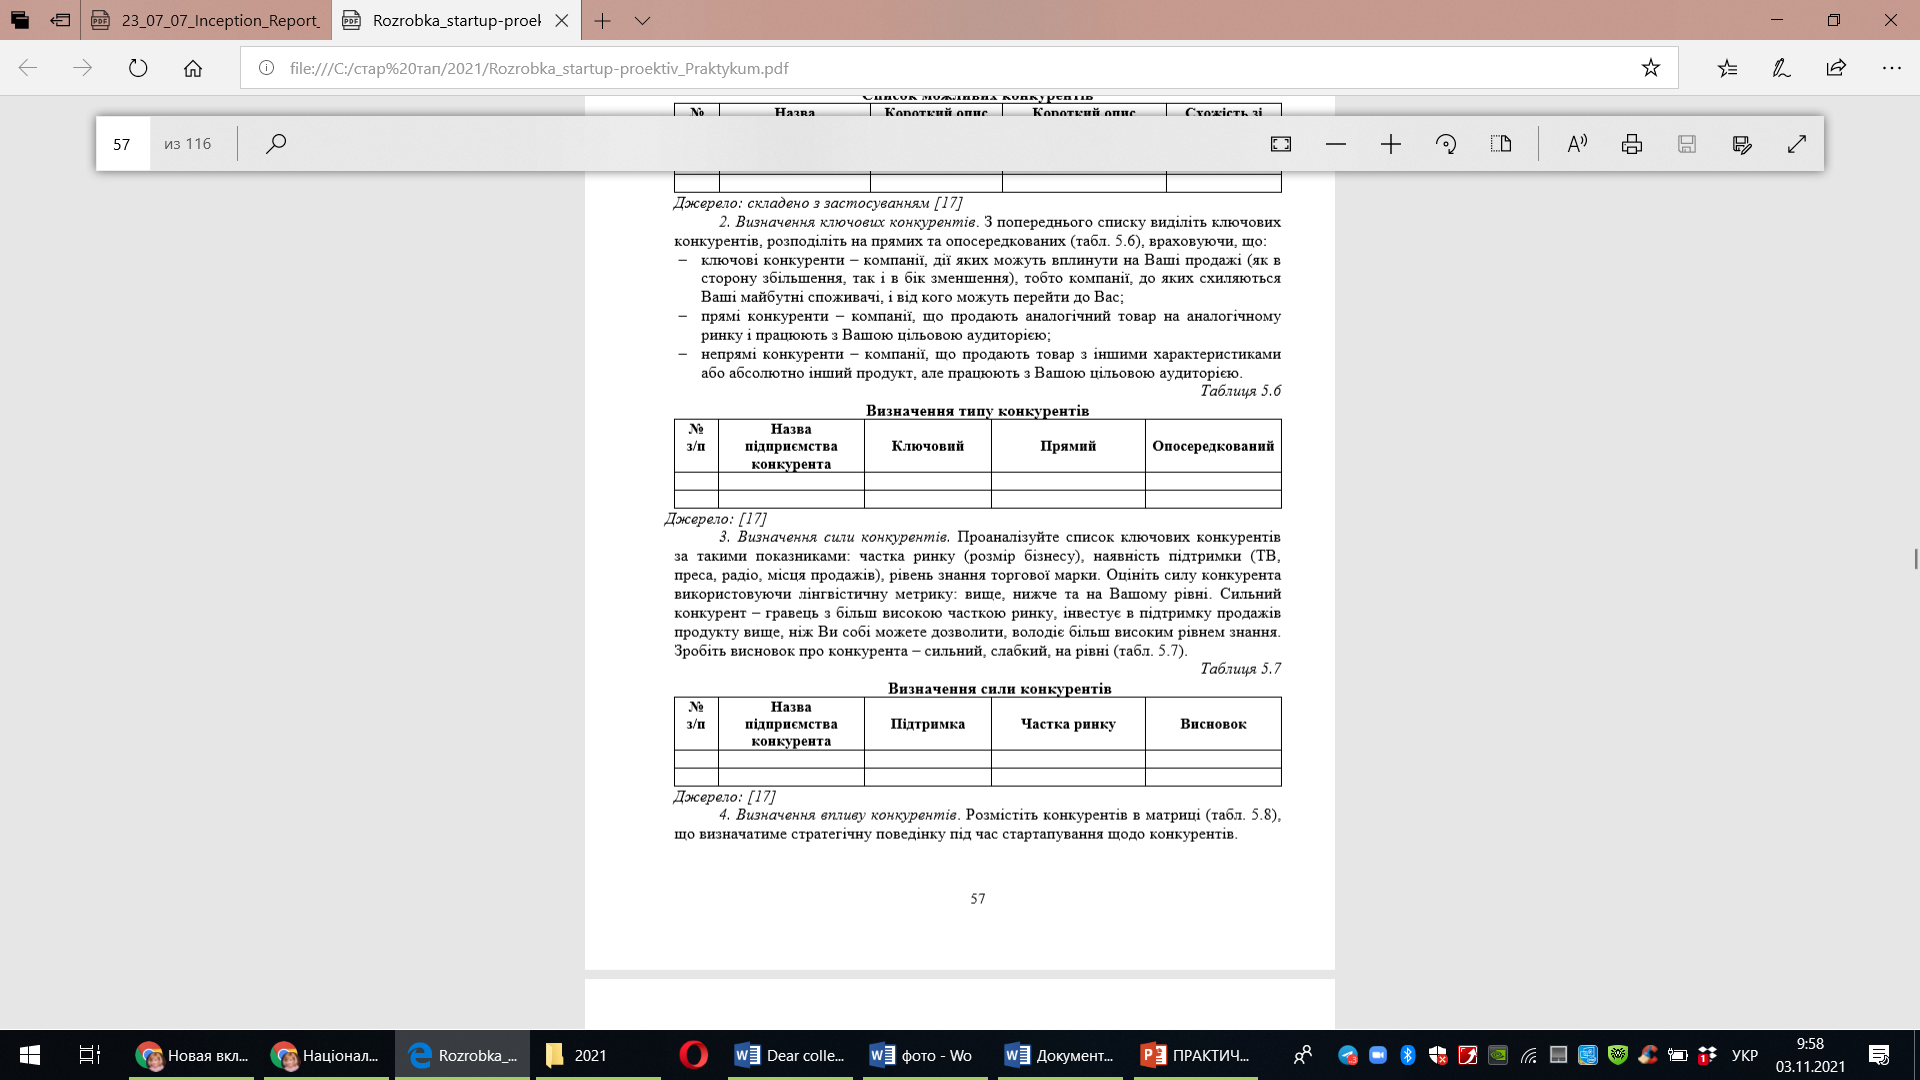 23_07_07_Inception_Report_
Rozrobka_startup-proek
file:///C:/стар%20тап/2021/Rozrobka_startup-proektiv_Praktykum.pdf
Список можливих конкурентів
№ Назва Короткий опис Короткий опис Схожість зі
57 из 116
Джерело: складено з застосуванням [17]
2. Визначення ключових конкурентів. З попереднього списку виділіть ключових
конкурентів, розподіліть на прямих та опосередкованих (табл. 5.6), враховуючи, що:
– ключові конкуренти – компанії, дії яких можуть вплинути на Ваші продажі (як в
сторону збільшення, так і в бік зменшення), тобто компанії, до яких схиляються
Ваші майбутні споживачі, і від кого можуть перейти до Вас;
– прямі конкуренти – компанії, що продають аналогічний товар на аналогічному
ринку і працюють з Вашою цільовою аудиторією;
– непрямі конкуренти – компанії, що продають товар з іншими характеристиками
або абсолютно інший продукт, але працюють з Вашою цільовою аудиторією.
Таблиця 5.6
Визначення типу конкурентів
№ з/п
Назва підприємства конкурента
Ключовий
Прямий
Опосередкований
Джерело: [17]
3. Визначення сили конкурентів. Проаналізуйте список ключових конкурентів
за такими показниками: частка ринку (розмір бізнесу), наявність підтримки (ТВ,
преса, радіо, місця продажів), рівень знання торгової марки. Оцініть силу конкурента
використовуючи лінгвістичну метрику: вище, нижче та на Вашому рівні. Сильний
конкурент – гравець з більш високою часткою ринку, інвестує в підтримку продажів
продукту вище, ніж Ви собі можете дозволити, володіє більш високим рівнем знання.
Зробіть висновок про конкурента – сильний, слабкий, на рівні (табл. 5.7).
Таблиця 5.7
Визначення сили конкурентів
№ з/п
Назва підприємства конкурента
Підтримка
Частка ринку
Висновок
Джерело: [17]
4. Визначення впливу конкурентів. Розмістіть конкурентів в матриці (табл. 5.8),
що визначатиме стратегічну поведінку під час стартапування щодо конкурентів.
57
Новая вкл... Націонал... Rozrobka_... 2021 Dear colle... фото - Wo Документ... ПРАКТИЧ... УКР 9:58
03.11.2021